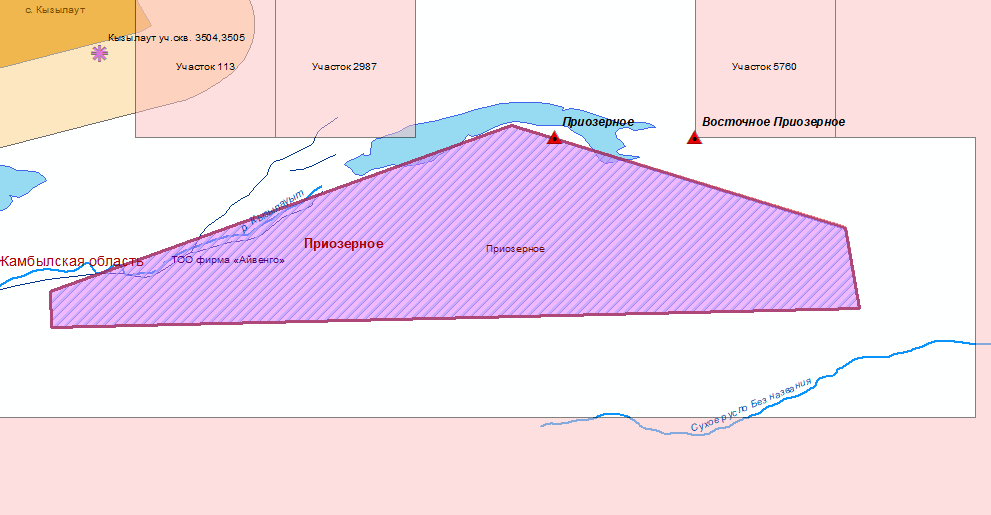 с. Кызылаут
Кызылаут уч.скв. 3504,3505
Участок 113
Участок 2987
Участок 5760
Приозерное
Восточное Приозерное
р. Кызылауыт
Приозерное
Приозерное
Жамбылская область
ТОО фирма «Айвенго»
Сухое русло Без названия